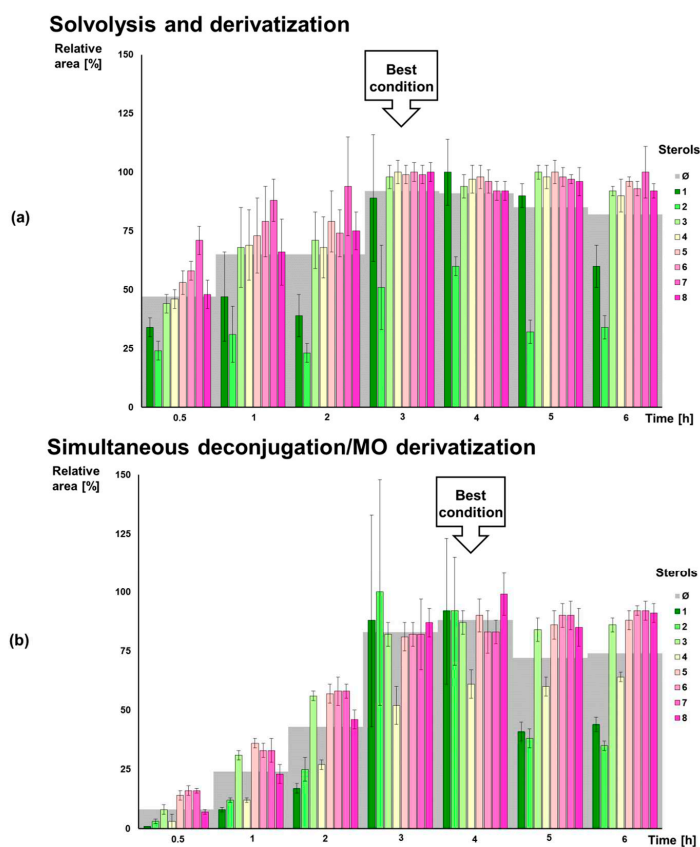 Solvolysis and derivatization
Relative
area [%]
150
125
100
75
50
25
0
Best
condition
Sterols
Ø
1
2
3
4
5
6
7
8
(a)
0.5
1
2
3
4
5
6
Time [h]
Simultaneous deconjugation/MO derivatization
Relative
area [%]
150
125
100
75
50
25
0
Best
condition
Sterols
Ø
1
2
3
4
5
6
7
8
(b)
0.5
1
2
3
4
5
6
Time [h]